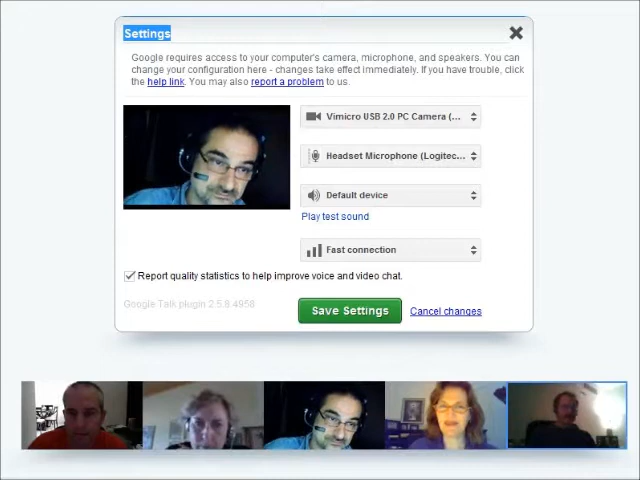 Settings
Google requires access to your computer's camera, microphone, and speakers. You can
change your configuration here - changes take effect immediately. If you have trouble, click
the help link. You may also report a problem to us.
Vimicro USB 2.0 PC Camera (...
Headset Microphone (Logitec...
Default device
Play test sound
Fast connection
Report quality statistics to help improve voice and video chat.
Google Talk plugin 2.5.8.4958
Save Settings
Cancel changes